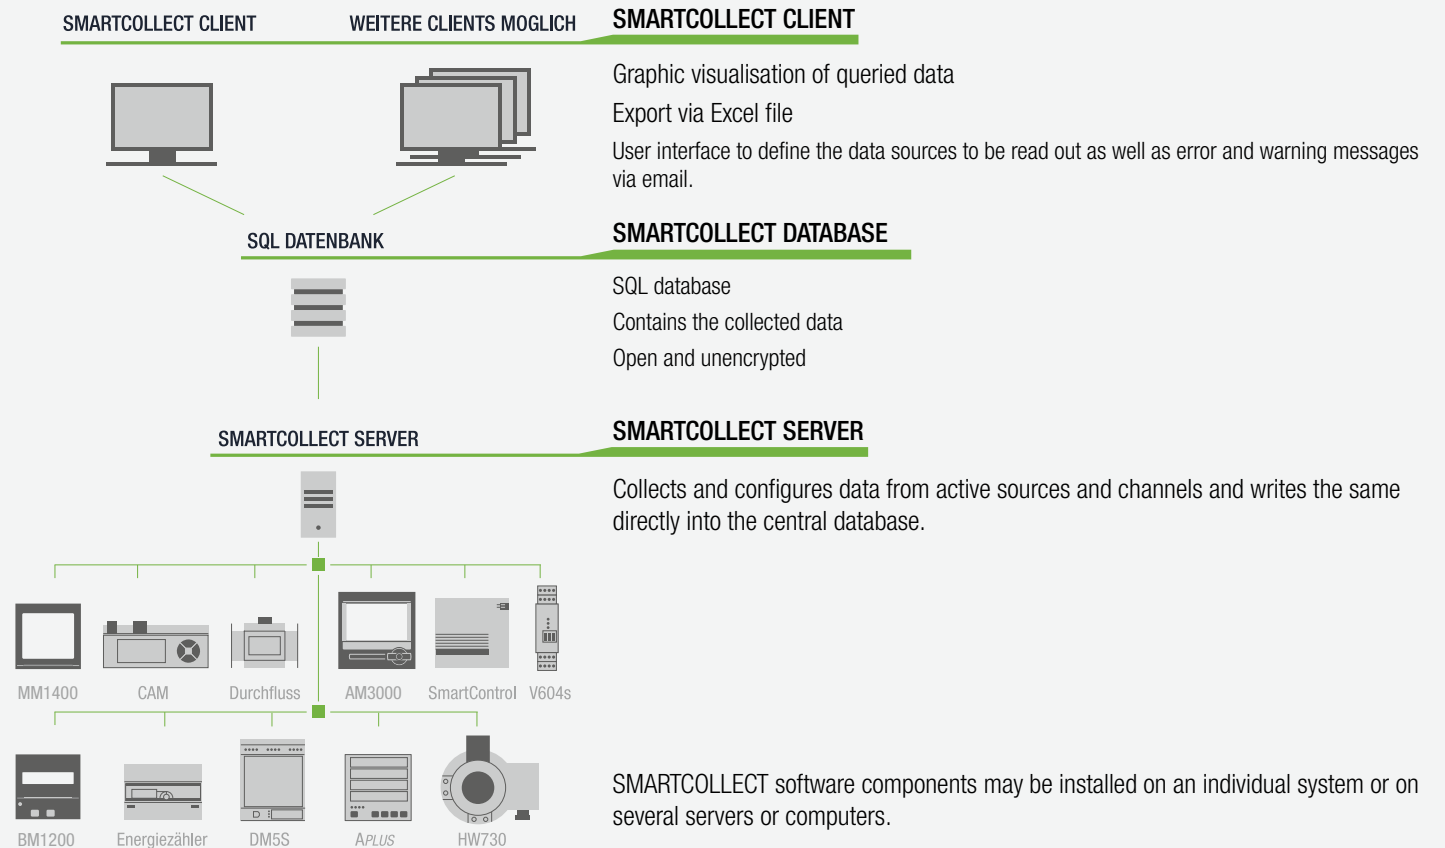 SMARTCOLLECT CLIENT
WEITERE CLIENTS MOGLICH
SMARTCOLLECT CLIENT
Graphic visualisation of queried data
Export via Excel file
User interface to define the data sources to be read out as well as error and warning messages
via email.
SQL DATENBANK
SMARTCOLLECT DATABASE
SQL database
Contains the collected data
Open and unencrypted
SMARTCOLLECT SERVER
SMARTCOLLECT SERVER
Collects and configures data from active sources and channels and writes the same
directly into the central database.
MM1400
CAM
Durchfluss
AM3000
SmartControl
V604s
BM1200
Energiezähler
DM5S
APLUS
HW730
SMARTCOLLECT software components may be installed on an individual system or on
several servers or computers.